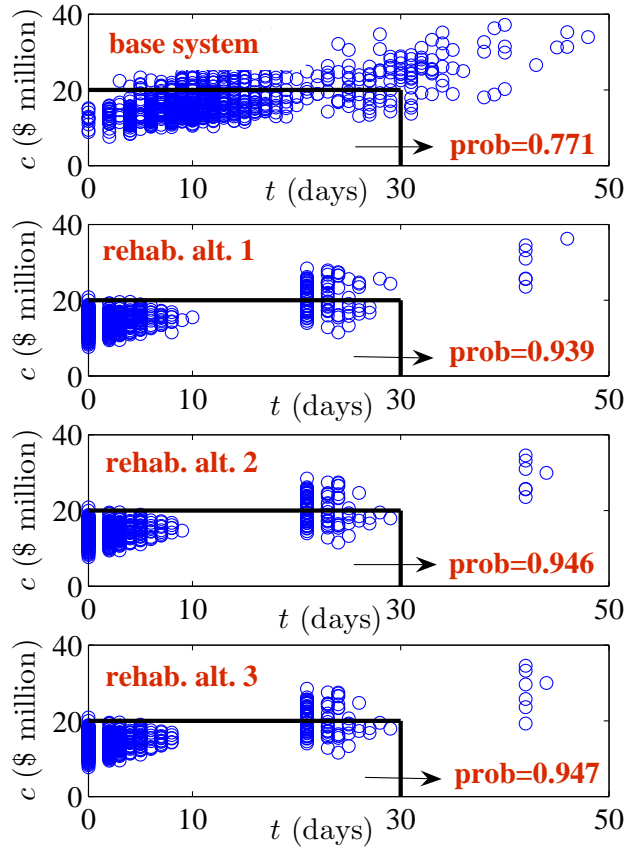 40
base system
20
c ($ million)
prob=0.771
0
0
10
t (days)
30
50
40
rehab. alt. 1
20
c ($ million)
prob=0.939
0
0
10
t (days)
30
50
40
rehab. alt. 2
20
c ($ million)
prob=0.946
0
0
10
t (days)
30
50
40
rehab. alt. 3
20
c ($ million)
prob=0.947
0
0
10
t (days)
30
50